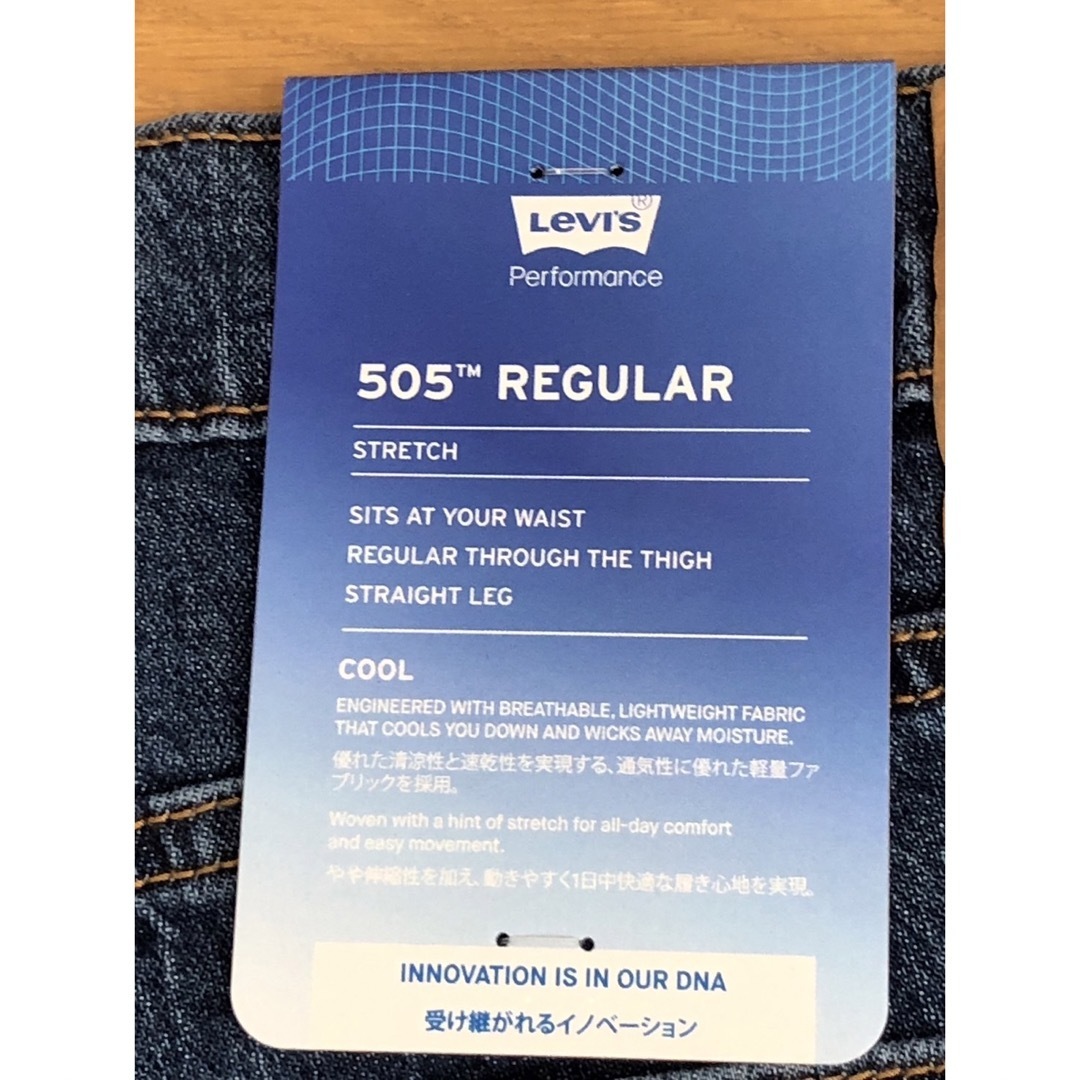 LEVI'S ®
Performance
505™ REGULAR
STRETCH
SITS AT YOUR WAIST
REGULAR THROUGH THE THIGH
STRAIGHT LEG
COOL
ENGINEERED WITH BREATHABLE, LIGHTWEIGHT FABRIC
THAT COOLS YOU DOWN AND WICKS AWAY MOISTURE.
優れた清涼性と速乾性を実現する、通気性に優れた軽量ファ
ブリックを採用。
Woven with a hint of stretch for all-day comfort
and easy movement.
やや伸縮性を加え、動きやすく1日中快適な履き心地を実現。
INNOVATION IS IN OUR DNA
受け継がれるイノベーション